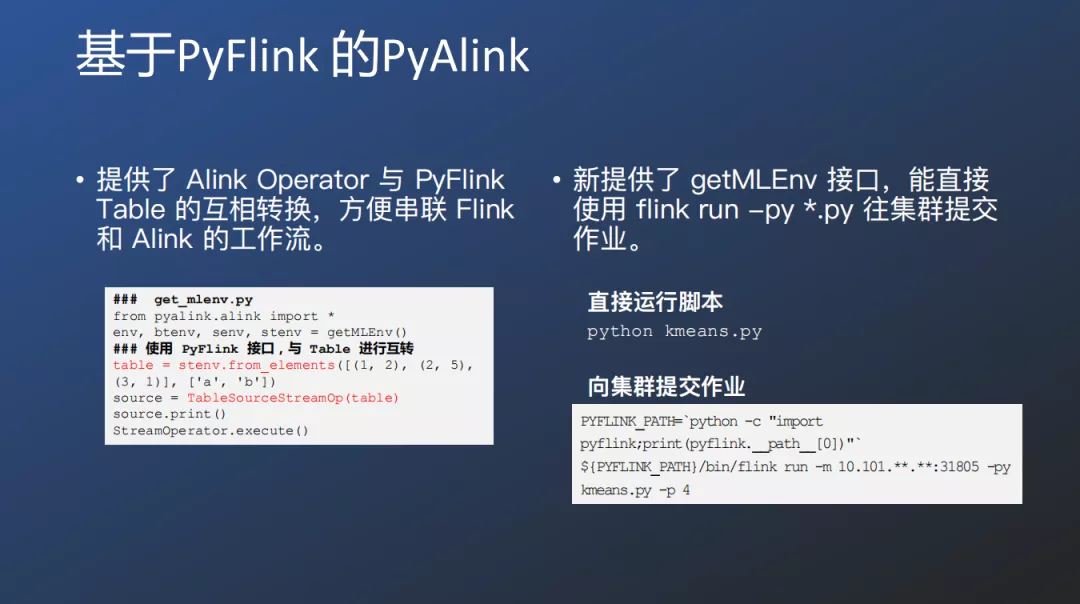 基于PyFlink 的PyAlink
• 提供了 Alink Operator 与 PyFlink
Table 的互相转换，方便串联 Flink
和 Alink 的工作流。
### get_mlenv.py
from pyalink.alink import *
env, btenv, senv, stenv = getMLEnv()
### 使用 PyFlink 接口，与 Table 进行互转
table = stenv.from_elements([(1, 2), (2, 5),
(3, 1)], ['a', 'b'])
source = TableSourceStreamOp(table)
source.print()
StreamOperator.execute()
• 新提供了 getMLEnv 接口，能直接
使用 flink run –py *.py 往集群提交
作业。
直接运行脚本
python kmeans.py
向集群提交作业
PYFLINK_PATH=`python -c "import
pyflink;print(pyflink.__path__[0])"`
${PYFLINK_PATH}/bin/flink run -m 10.101.**.**:31805 -py
kmeans.py -p 4